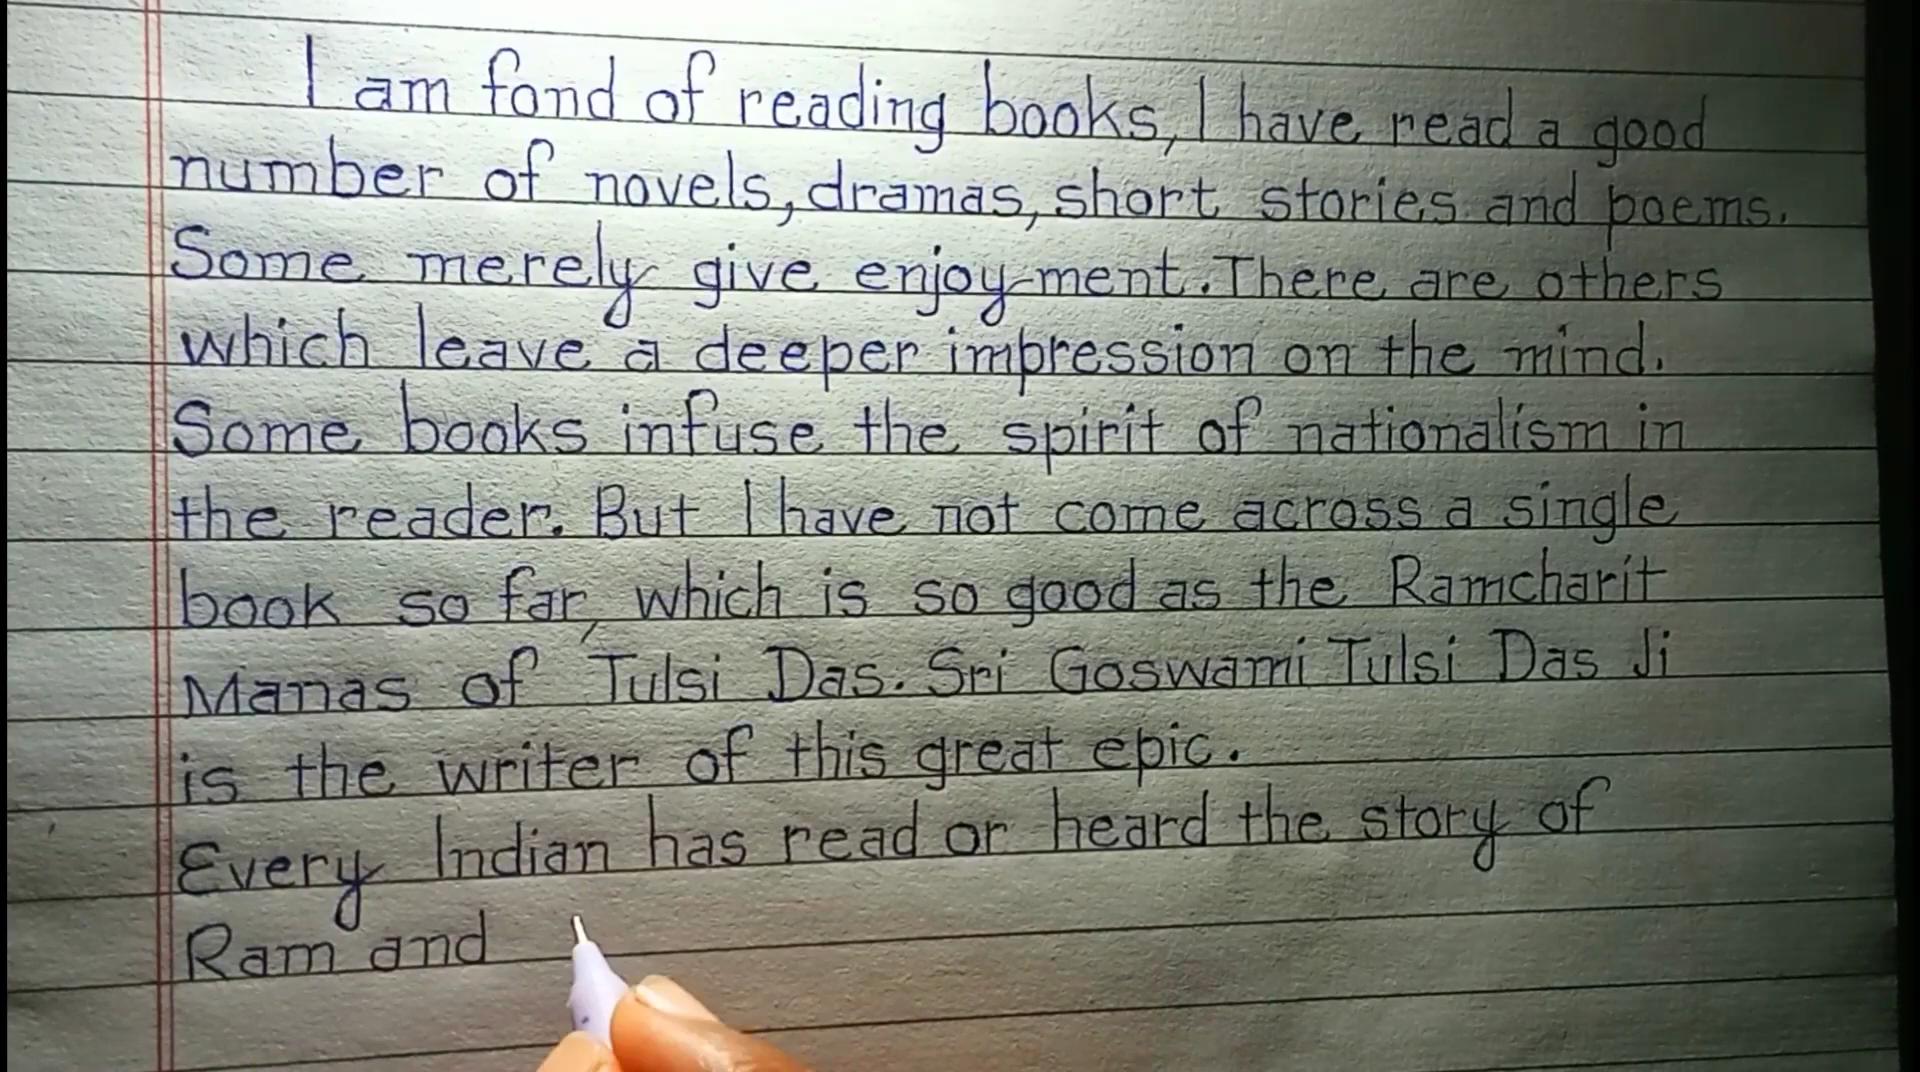 I am fond of reading books, I have read a good
number of novels, dramas, short stories and poems.
Some merely give enjoyment. There are others
which leave a deeper impression on the mind.
Some books infuse the spirit of nationalism in
the reader. But I have not come across a single
book so far, which is so good as the Ramcharit
Manas of Tulsi Das. Sri Goswami Tulsi Das Ji
is the writer of this great epic.
Every Indian has read or heard the story of
Ram and